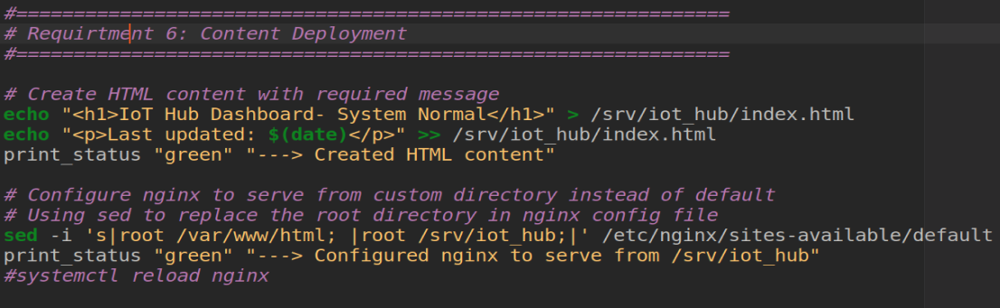 #==============================================================
# Requirtment 6: Content Deployment
#==============================================================
# Create HTML content with required message
echo "<h1>IoT Hub Dashboard- System Normal</h1>" > /srv/iot_hub/index.html
echo "<p>Last updated: $(date)</p>" >> /srv/iot_hub/index.html
print_status "green" "---> Created HTML content"
# Configure nginx to serve from custom directory instead of default
# Using sed to replace the root directory in nginx config file
sed -i 's|root /var/www/html; |root /srv/iot_hub;|' /etc/nginx/sites-available/default
print_status "green" "---> Configured nginx to serve from /srv/iot_hub"
#systemctl reload nginx